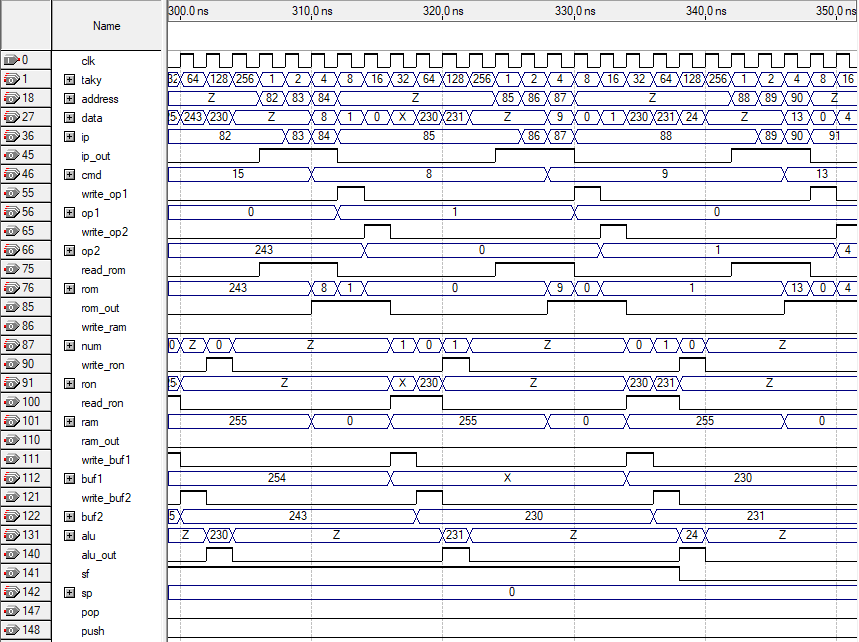 Name 300.0 ns 310.0 ns 320.0 ns 330.0 ns 340.0 ns 350.0 ns
0 clk
1 taky 32 64 128 256 1 2 4 8 16 32 64 128 256 1 2 4 8 16 32 64 128 256 1 2 4 8 16
18 address Z 82 83 84 Z 85 86 87 Z 88 89 90 Z
27 data 5 243 230 Z 8 1 0 X 230 231 Z 9 0 1 230 231 24 Z 13 0 4
36 ip 82 83 84 85 86 87 88 89 90 91
45 ip_out
46 cmd 15 8 9 13
55 write_op1
56 op1 0 1 0
65 write_op2
66 op2 243 0 1 4
75 read_rom
76 rom 243 8 1 0 9 0 1 13 0 4
85 rom_out
86 write_ram
87 num 0 Z 0 Z 1 0 1 Z 0 1 0 Z
90 write_ron
91 ron 5 Z X 230 Z 230 231 Z
100 read_ron
101 ram 255 0 255 0 255 0
110 ram_out
111 write_buf1
112 buf1 254 X 230
121 write_buf2
122 buf2 5 243 230 231
131 alu Z 230 Z 231 Z 24 Z
140 alu_out
141 sf
142 sp 0
147 pop
148 push